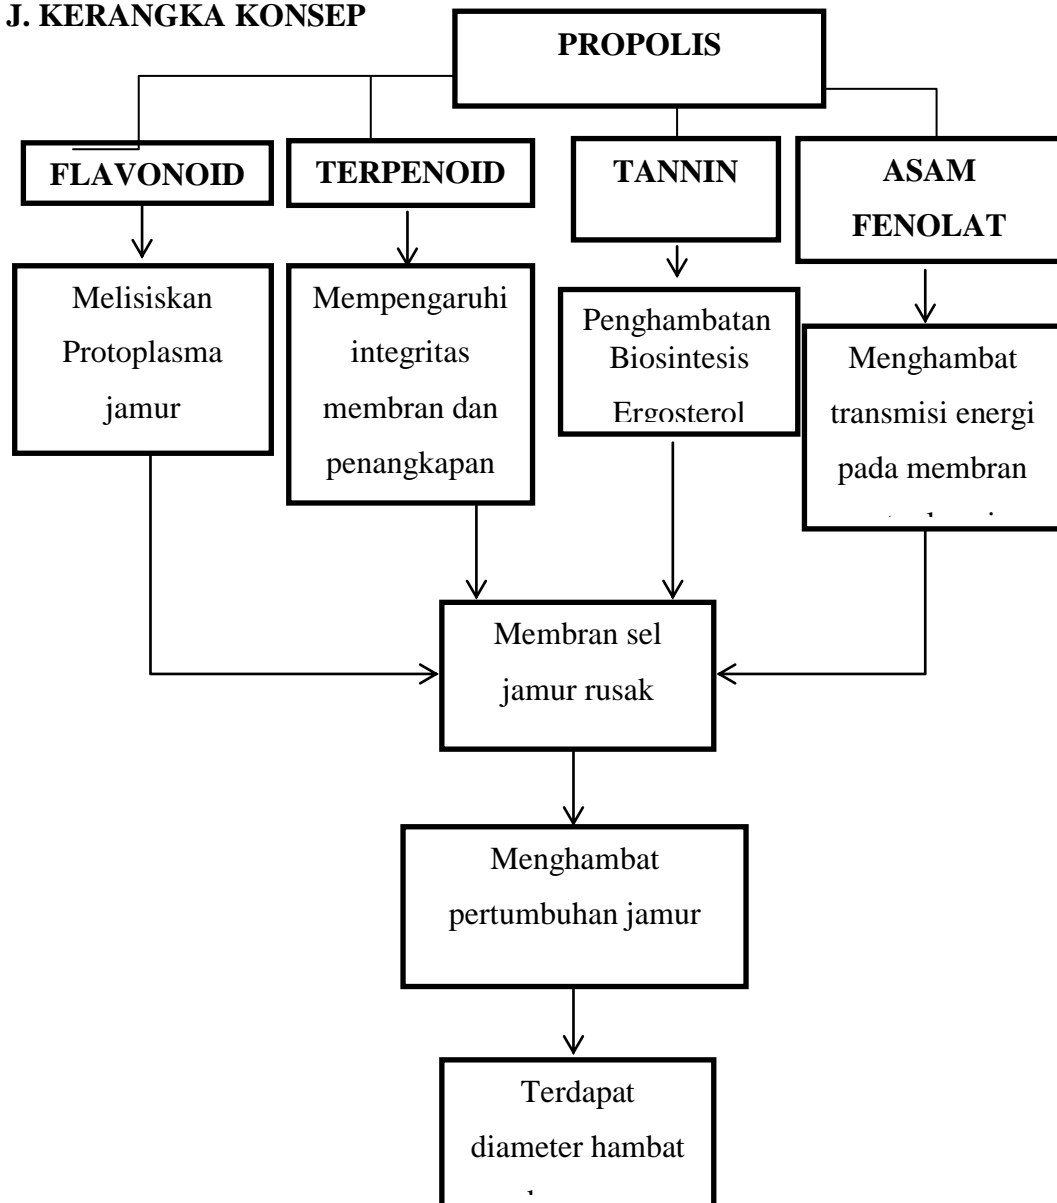 J. KERANGKA KONSEP
PROPOLIS
FLAVONOID
TERPENOID
TANNIN
ASAM
FENOLAT
Melisiskan
Protoplasma
jamur
Mempengaruhi
integritas
membran dan
penangkapan
Penghambatan
Biosintesis
Ergosterol
Menghambat
transmisi energi
pada membran
Membran sel
jamur rusak
Menghambat
pertumbuhan jamur
Terdapat
diameter hambat